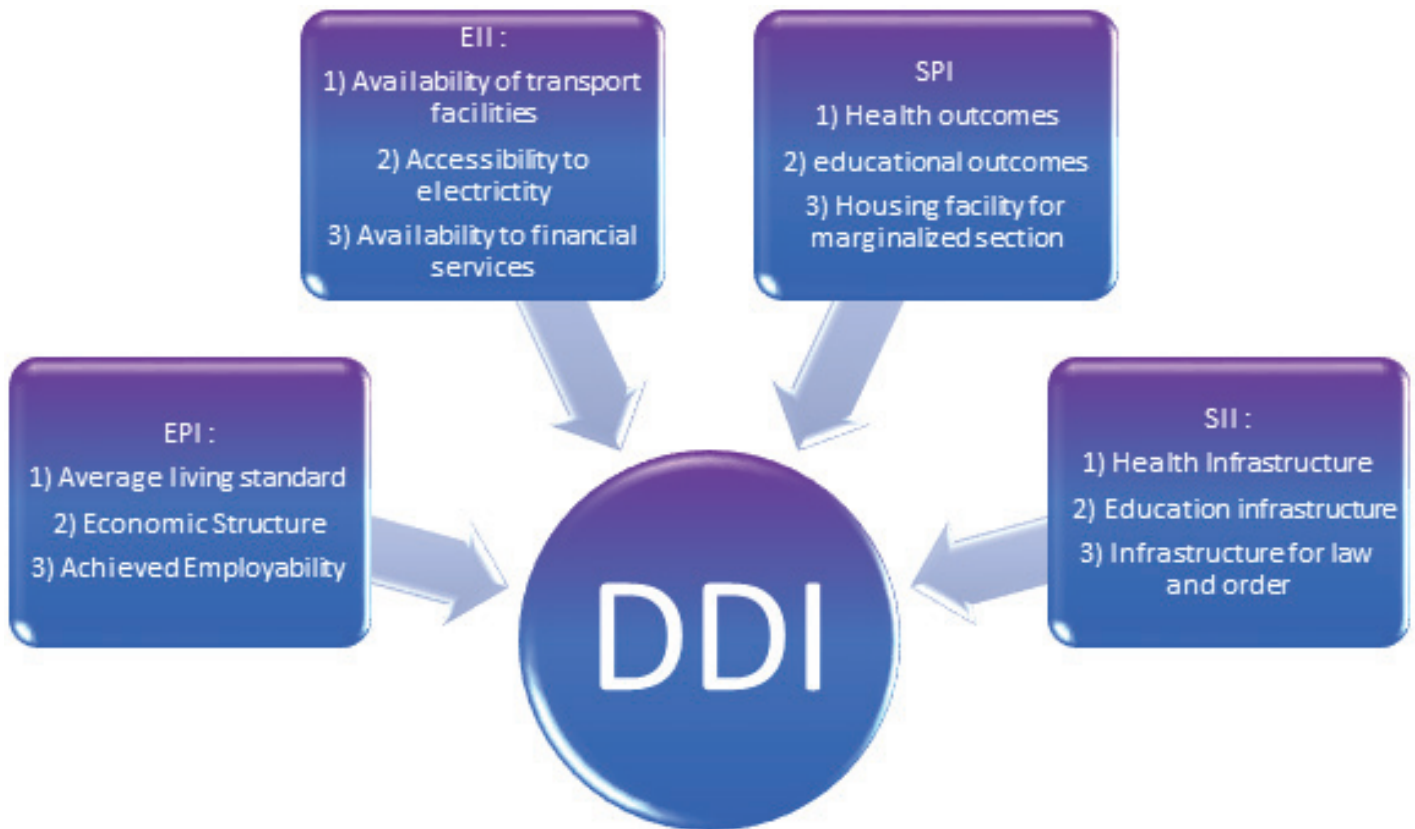 EII :
1) Availability of transport
facilities
2) Accessibility to
electrictity
3) Availability to financial
services
SPI
1) Health outcomes
2) educational outcomes
3) Housing facility for
marginalized section
EPI :
1) Average living standard
2) Economic Structure
3) Achieved Employability
SII :
1) Health Infrastructure
2) Education infrastructure
3) Infrastructure for law
and order
DDI